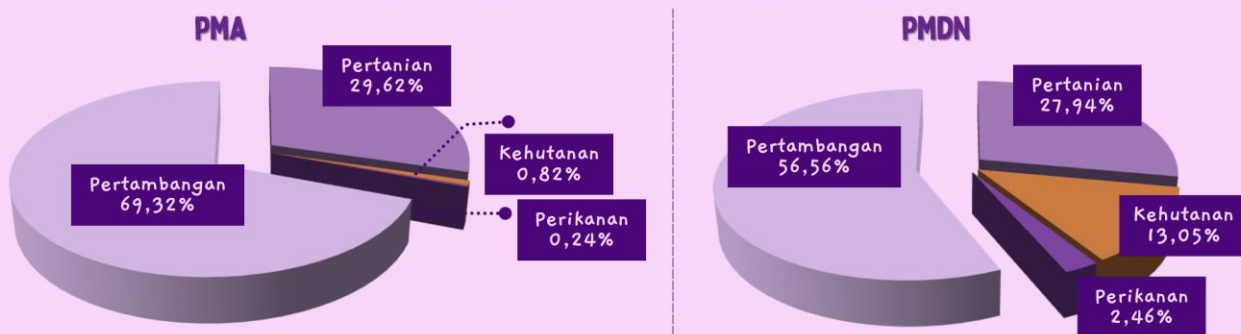 PMA
Pertanian
29,62%
Kehutanan
0,82%
Pertambangan
69,32%
Perikanan
0,24%
PMDN
Pertanian
27,94%
Pertambangan
56,56%
Kehutanan
13,05%
Perikanan
2,46%